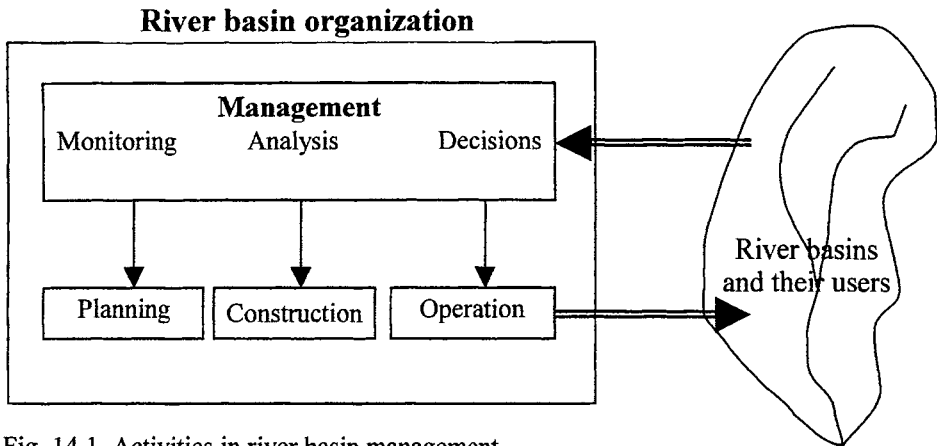 River basin organization
Management
Monitoring Analysis Decisions
Planning Construction Operation
River basins
and their users
Fig. 14.1. Activities in river basin management